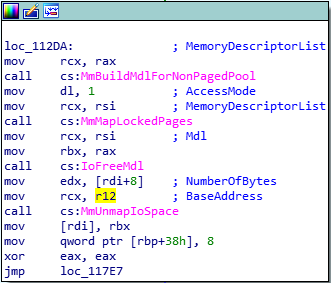 loc_112DA: ; MemoryDescriptorList
mov rcx, rax
call cs:MmBuildMdlForNonPagedPool
mov dl, 1 ; AccessMode
mov rcx, rsi ; MemoryDescriptorList
call cs:MmMapLockedPages
mov rcx, rsi ; Mdl
mov rbx, rax
call cs:IoFreeMdl
mov edx, [rdi+8] ; NumberOfBytes
mov rcx, r12 ; BaseAddress
call cs:MmUnmapIoSpace
mov [rdi], rbx
mov qword ptr [rbp+38h], 8
xor eax, eax
jmp loc_117E7